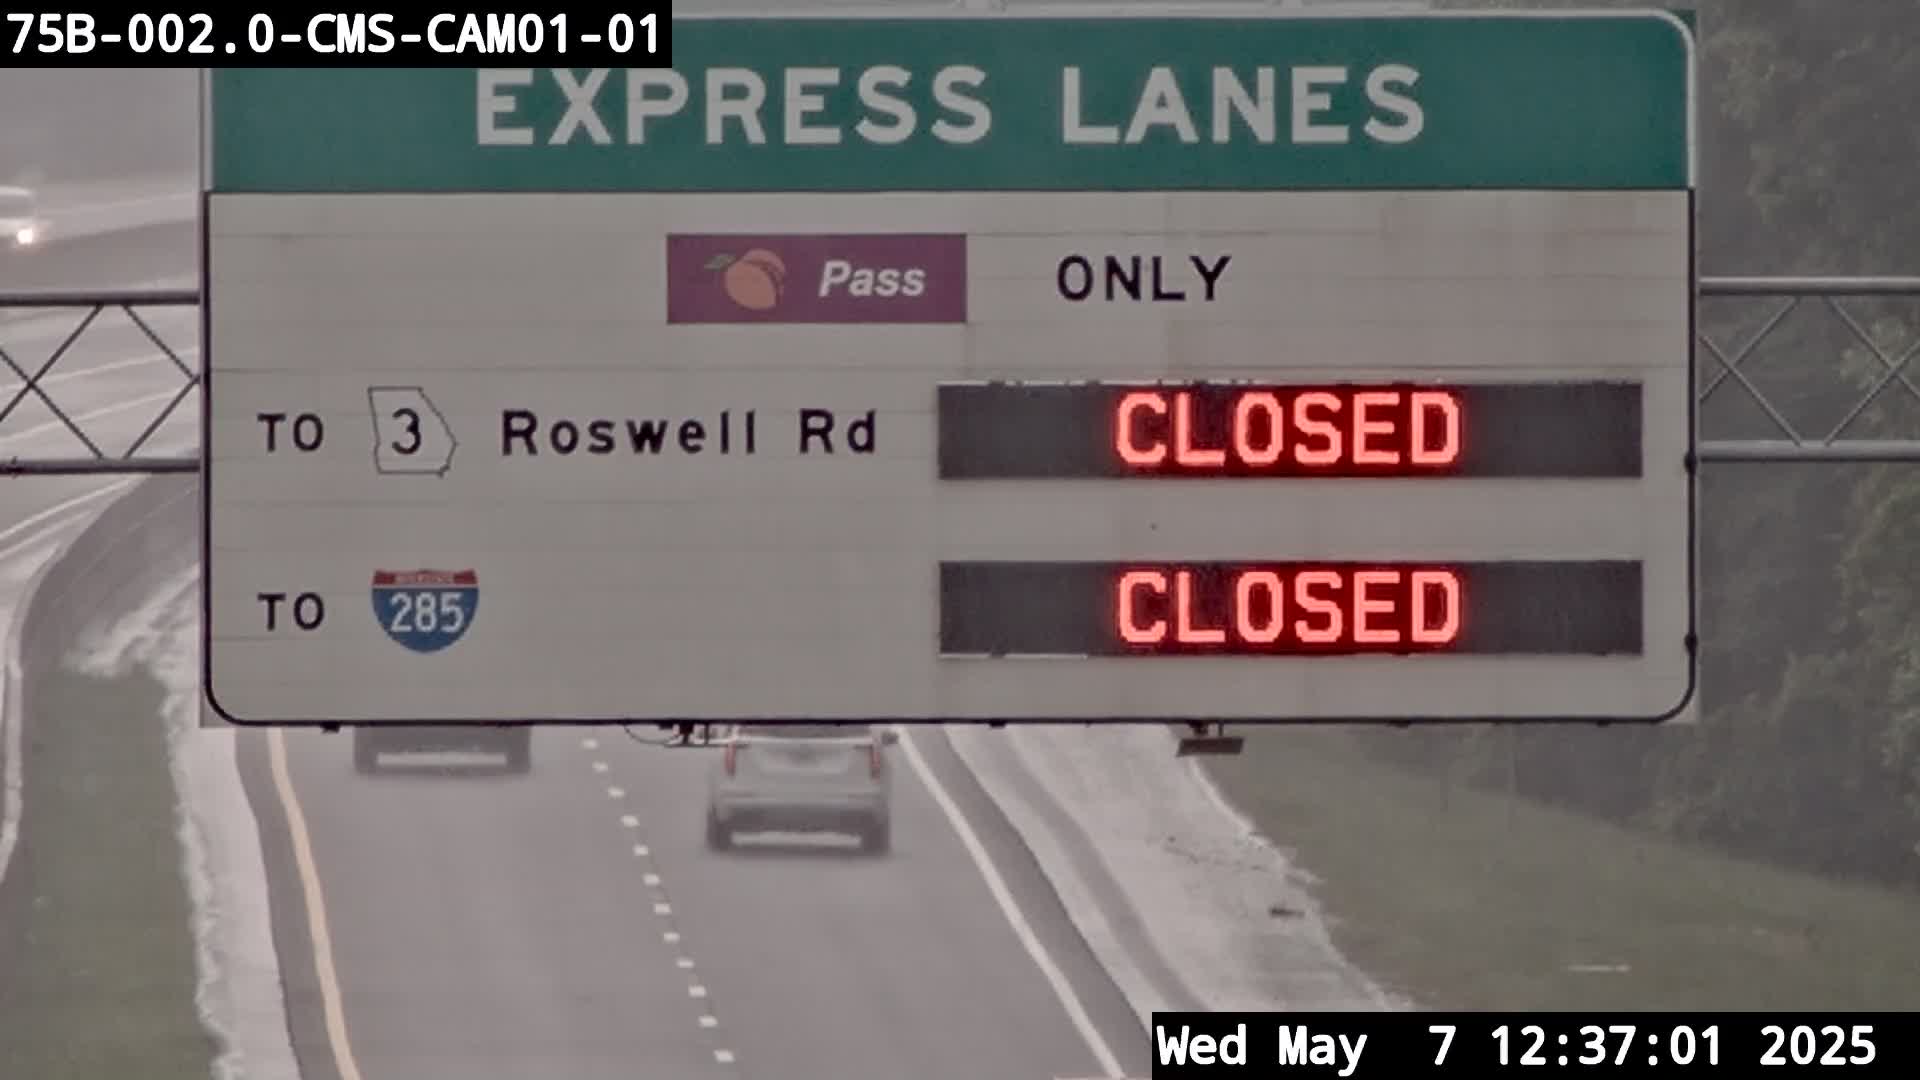 75B-002.0-CMS-CAM01-01
EXPRESS LANES
Pass ONLY
TO 3 Roswell Rd CLOSED
TO 285 CLOSED
Wed May 7 12:37:01 2025